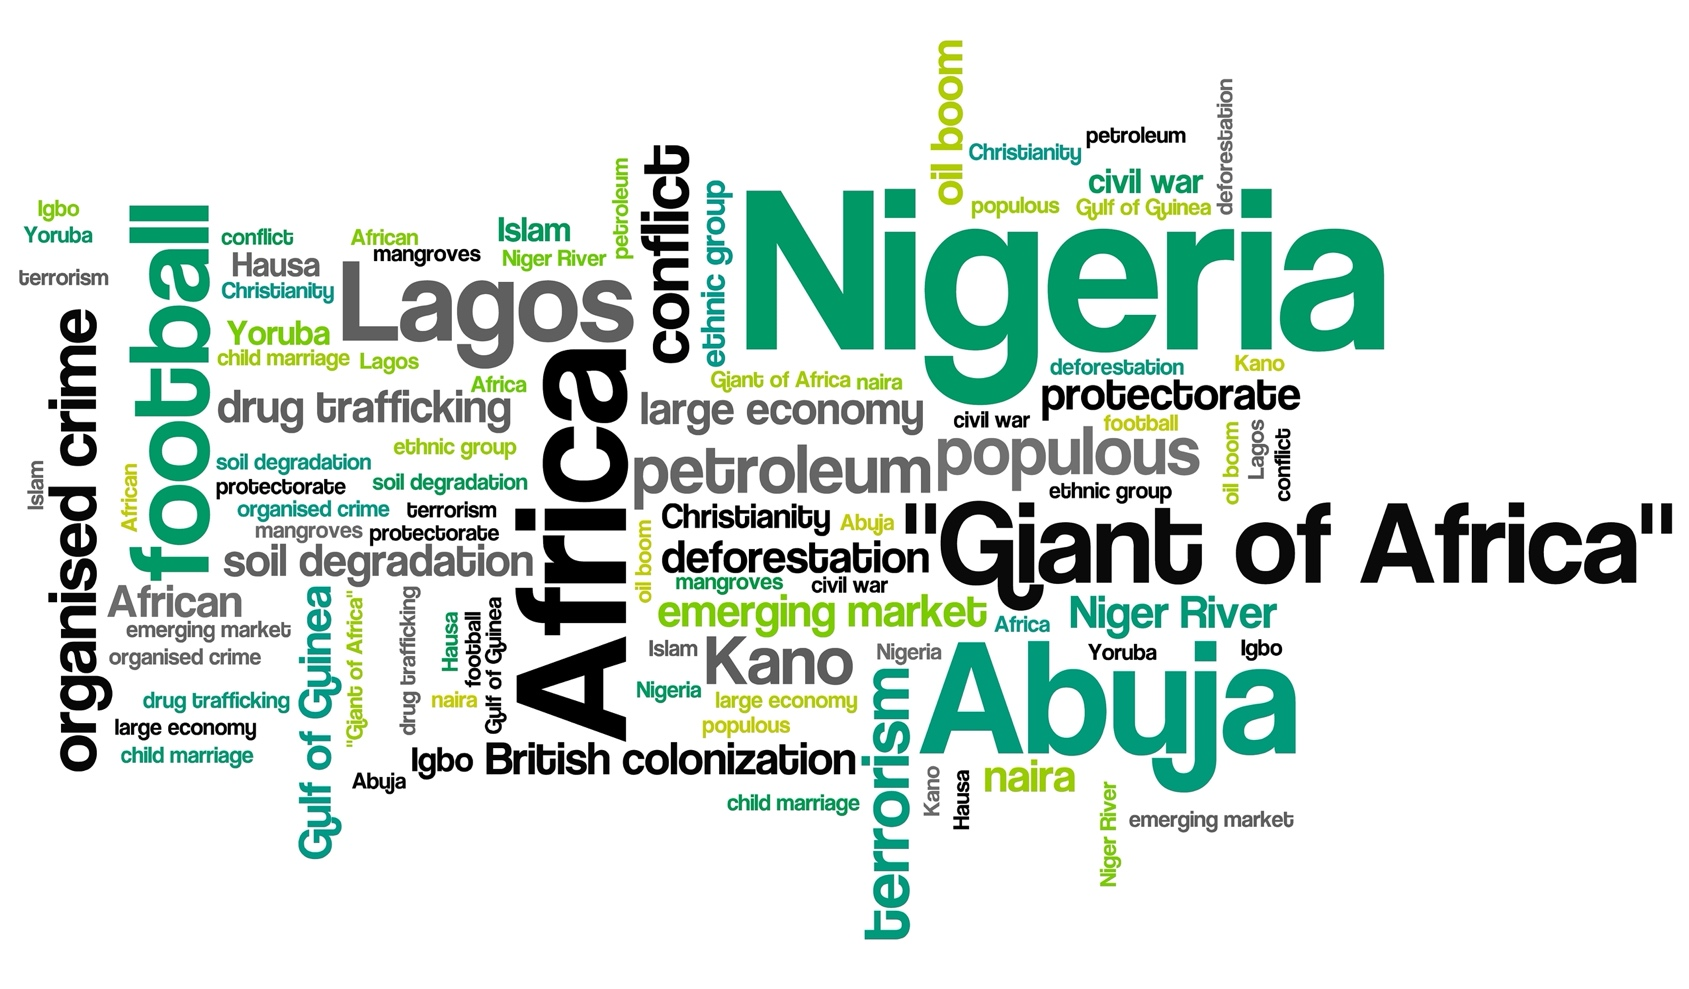 oil boom
Christianity
petroleum
deforestation
civil war
populous
Gulf of Guinea
Nigeria
Igbo
Yoruba
terrorism
football
conflict
African
mangroves
Islam
Niger River
petroleum
conflict
ethnic group
Hausa
Christianity
Lagos
Yoruba
child marriage
Lagos
organised crime
Africa
drug trafficking
Africa
Giant of Africa
naira
large economy
deforestation
Kano
protectorate
civil war
football
populous
oil boom
Lagos
conflict
ethnic group
petroleum
ethnic group
soil degradation
protectorate
soil degradation
Islam
African
organised crime
terrorism
mangroves
protectorate
soil degradation
Christianity
Abuja
"Giant of Africa"
oil boom
deforestation
mangroves
civil war
emerging market
Africa
Niger River
African
emerging market
organised crime
Gulf of Guinea
"Giant of Africa"
drug trafficking
Hausa
football
Gulf of Guinea
naira
Islam
Kano
Nigeria
Yoruba
Igbo
Abuja
Nigeria
large economy
populous
terrorism
drug trafficking
large economy
child marriage
Abuja
Igbo
British colonization
child marriage
Kano
Hausa
naira
Niger River
emerging market